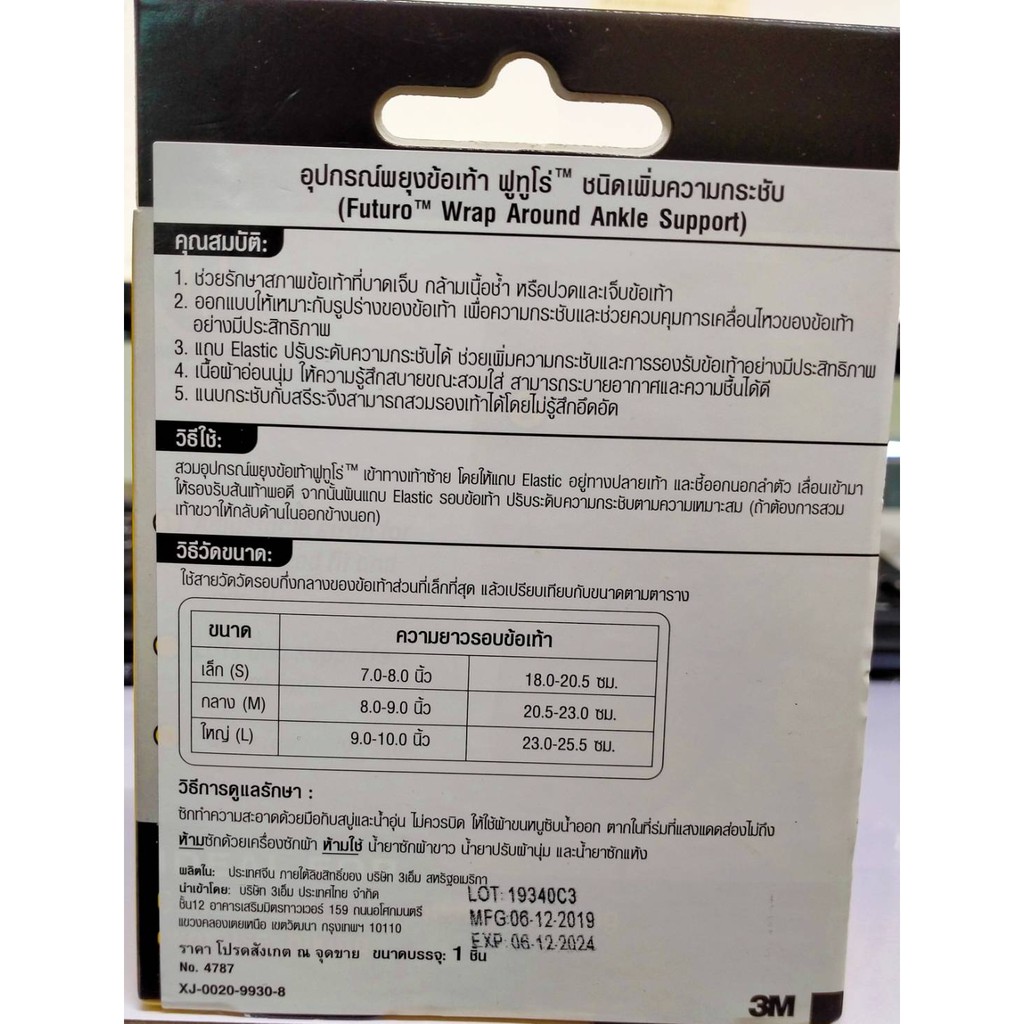 อุปกรณ์พยุงข้อเท้า ฟูทูโร่™ ชนิดเพิ่มความกระชับ
(Futuro™ Wrap Around Ankle Support)
คุณสมบัติ:
1. ช่วยรักษาสภาพข้อเท้าที่บาดเจ็บ กล้ามเนื้อช้ำ หรือปวดและเจ็บข้อเท้า
2. ออกแบบให้เหมาะกับรูปร่างของข้อเท้า เพื่อความกระชับและช่วยควบคุมการเคลื่อนไหวของข้อเท้า
อย่างมีประสิทธิภาพ
3. แถบ Elastic ปรับระดับความกระชับได้ ช่วยเพิ่มความกระชับและการรองรับข้อเท้าอย่างมีประสิทธิภาพ
4. เนื้อผ้าอ่อนนุ่ม ให้ความรู้สึกสบายขณะสวมใส่ สามารถระบายอากาศและความชื้นได้ดี
5. แนบกระชับกับสรีระจึงสามารถสวมรองเท้าได้โดยไม่รู้สึกอึดอัด
วิธีใช้:
สวมอุปกรณ์พยุงข้อเท้าฟูทูโร่™ เข้าทางเท้าซ้าย โดยให้แถบ Elastic อยู่ทางปลายเท้า และชี้ออกนอกลำตัว เลื่อนเข้ามา
ให้รองรับส้นเท้าพอดี จากนั้นพันแถบ Elastic รอบข้อเท้า ปรับระดับความกระชับตามความเหมาะสม (ถ้าต้องการสวม
เท้าขวาให้กลับด้านในออกข้างนอก)
วิธีวัดขนาด:
ใช้สายวัดวัดรอบกึ่งกลางของข้อเท้าส่วนที่เล็กที่สุด แล้วเปรียบเทียบกับขนาดตามตาราง
ขนาด ความยาวรอบข้อเท้า
เล็ก (S) 7.0-8.0 นิ้ว 18.0-20.5 ซม.
กลาง (M) 8.0-9.0 นิ้ว 20.5-23.0 ซม.
ใหญ่ (L) 9.0-10.0 นิ้ว 23.0-25.5 ซม.
วิธีการดูแลรักษา :
ซักทำความสะอาดด้วยมือกับสบู่และน้ำอุ่น ไม่ควรบิด ให้ใช้ผ้าขนหนูซับน้ำออก ตากในที่ร่มที่แสงแดดส่องไม่ถึง
ห้ามซักด้วยเครื่องซักผ้า ห้ามใช้ น้ำยาซักผ้าขาว น้ำยาปรับผ้านุ่ม และน้ำยาซักแห้ง
ผลิตใน: ประเทศจีน ภายใต้ลิขสิทธิ์ของ บริษัท 3เอ็ม สหรัฐอเมริกา
นำเข้าโดย: บริษัท 3เอ็ม ประเทศไทย จำกัด
ชั้น12 อาคารเสริมมิตรทาวเวอร์ 159 ถนนอโศกมนตรี
แขวงคลองเตยเหนือ เขตวัฒนา กรุงเทพฯ 10110
LOT: 19340C3
MFG:06-12-2019
EXP: 06-12-2024
ราคา โปรดสังเกต ณ จุดขาย ขนาดบรรจุ: 1 ชิ้น
No. 4787
XJ-0020-9930-8
3M